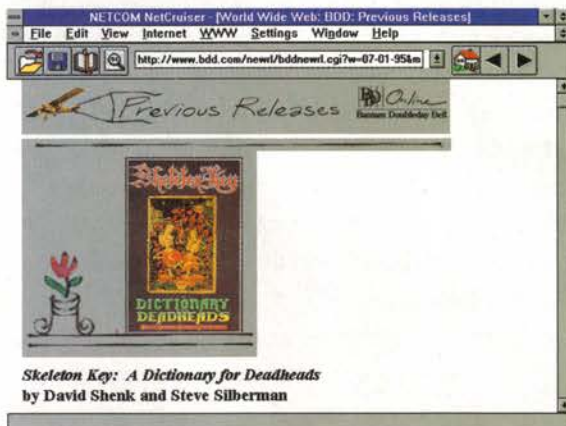 NETCOM NetCruiser - [World Wide Web: BDD: Previous Releases]
File Edit View Internet WWW Settings Window Help
http://www.bdd.com/newrl/bddnewrl.cgi?w=07-01-95&m
Previous Releases
BDD Online
Bantam Doubleday Dell
Skeleton Key
DICTIONARY
DEADHEADS
Skeleton Key: A Dictionary for Deadheads
by David Shenk and Steve Silberman